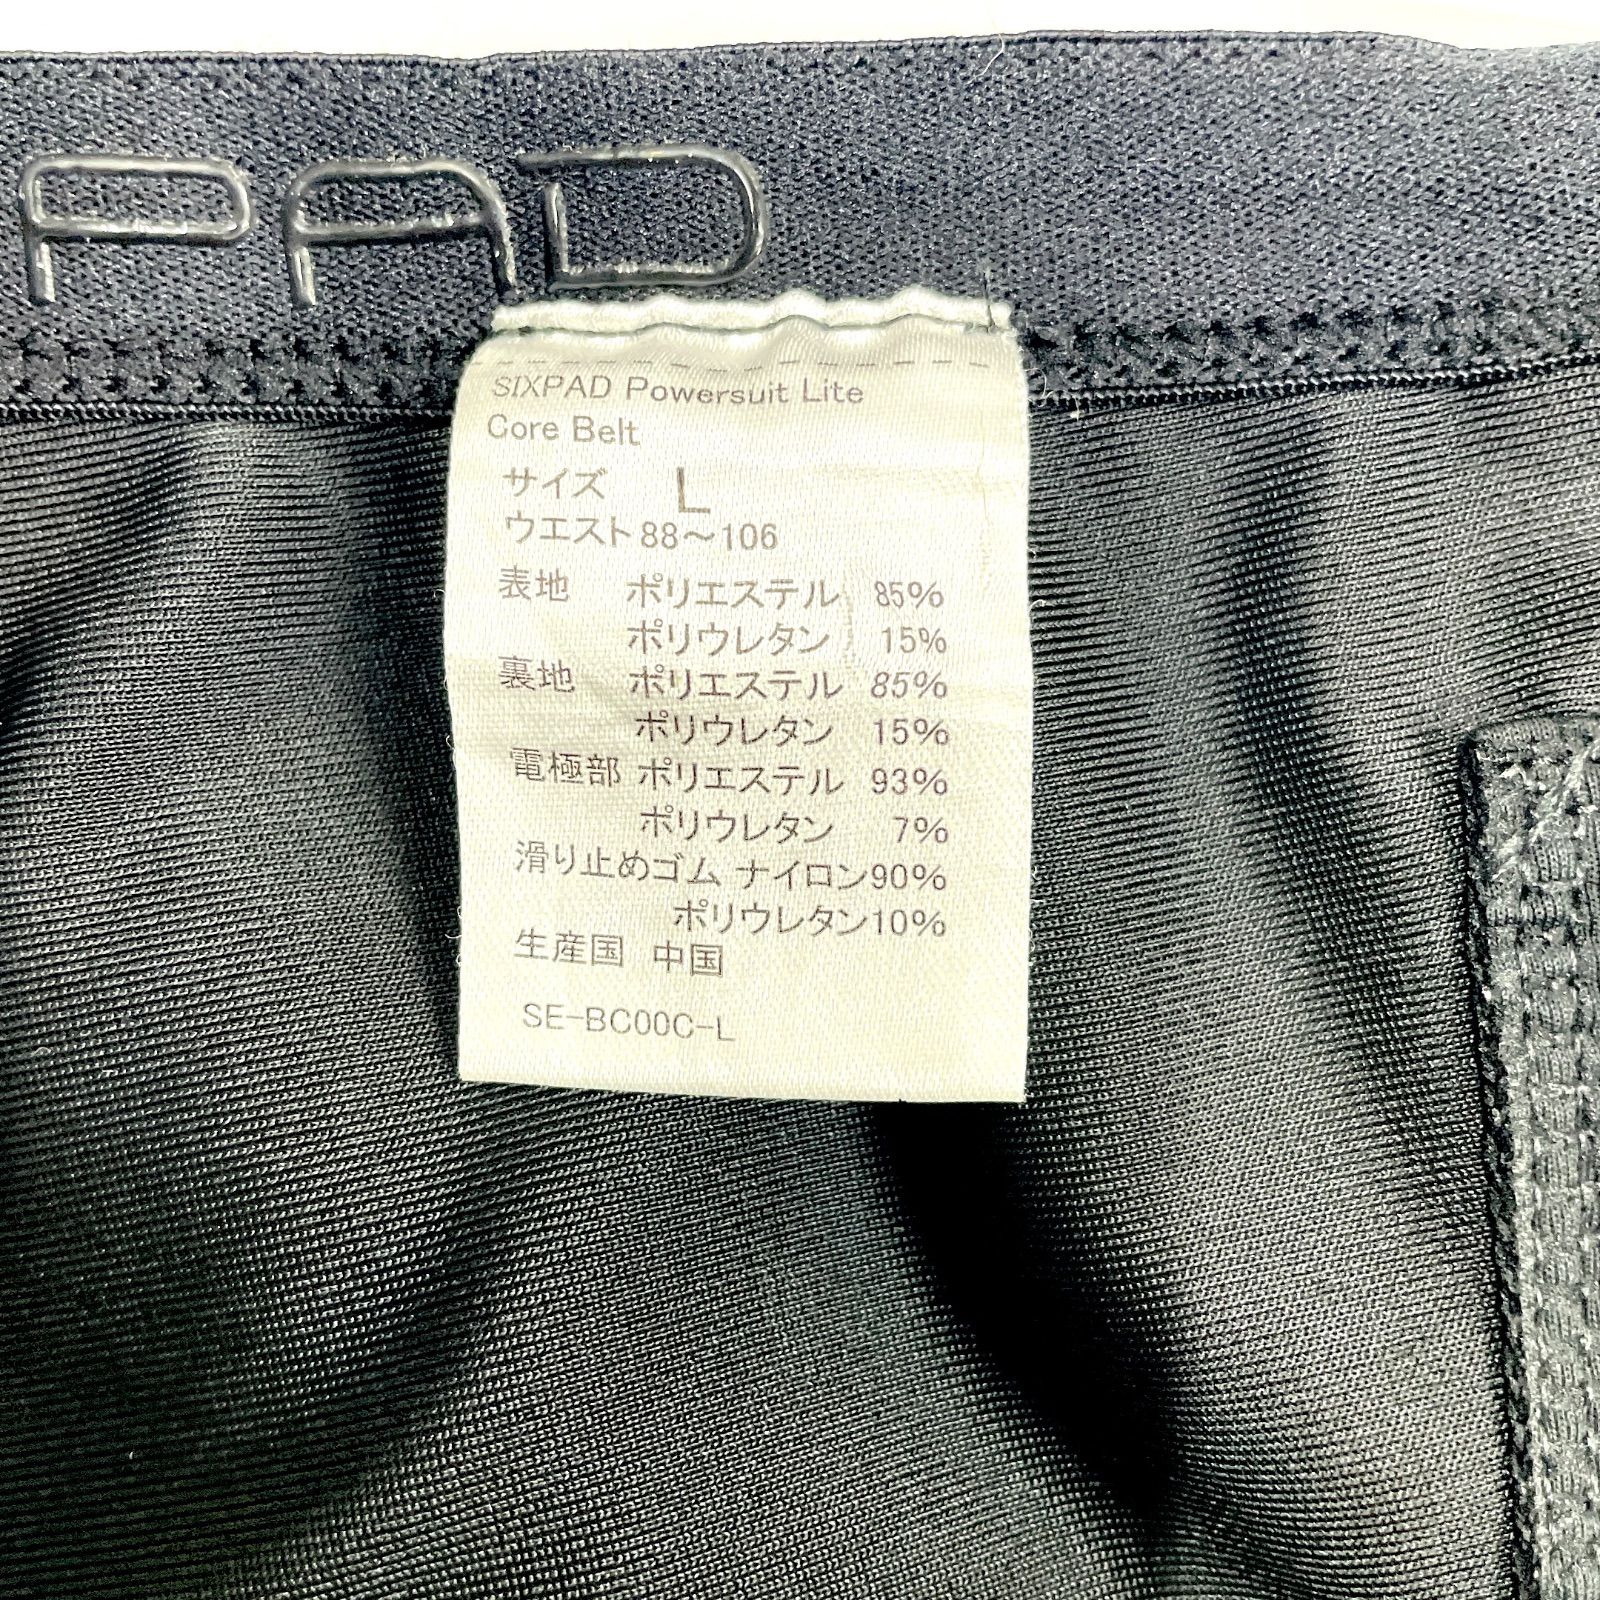 PAD
SIXPAD Powersuit Lite
Core Belt
サイズ L
ウエスト 88～106
表地 ポリエステル 85%
ポリウレタン 15%
裏地 ポリエステル 85%
ポリウレタン 15%
電極部 ポリエステル 93%
ポリウレタン 7%
滑り止めゴム ナイロン90%
ポリウレタン10%
生産国 中国
SE-BC00C-L